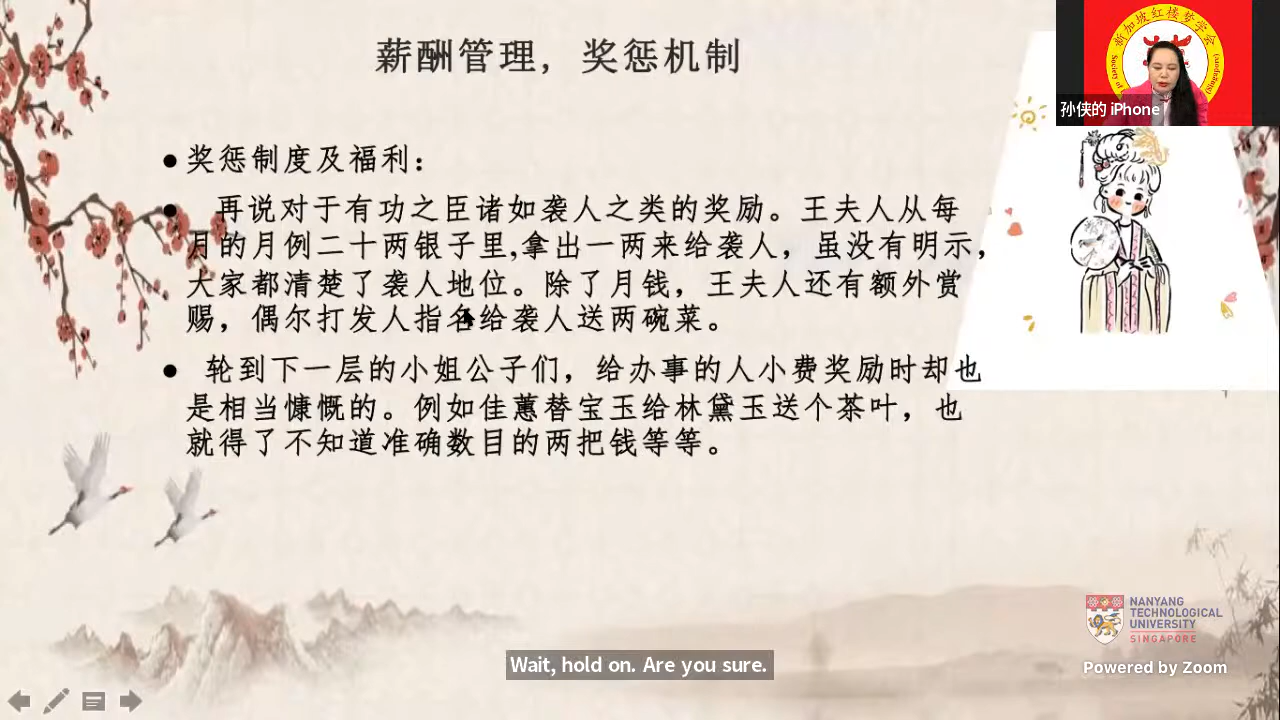 薪酬管理，奖惩机制
新加坡红楼梦学会
孙侠的 iPhone
● 奖惩制度及福利：
● 再说对于有功之臣诸如袭人之类的奖励。王夫人从每
月的月例二十两银子里,拿出一两来给袭人，虽没有明示，
大家都清楚了袭人地位。除了月钱，王夫人还有额外赏
赐，偶尔打发人指名给袭人送两碗菜。
● 轮到下一层的小姐公子们，给办事的人小费奖励时却也
是相当慷慨的。例如佳蕙替宝玉给林黛玉送个茶叶，也
就得了不知道准确数目的两把钱等等。
NANYANG
TECHNOLOGICAL
UNIVERSITY
SINGAPORE
Wait, hold on. Are you sure.
Powered by Zoom